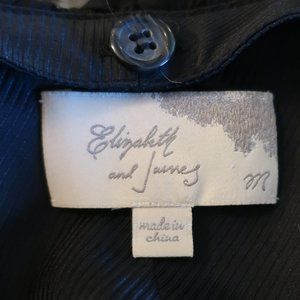 Elizabeth
and James
m
made in
china